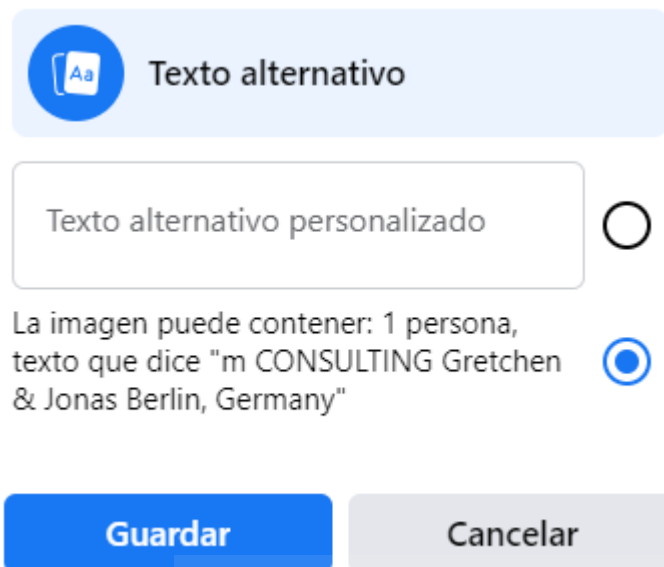 Aa
Texto alternativo
Texto alternativo personalizado
La imagen puede contener: 1 persona,
texto que dice "m CONSULTING Gretchen
& Jonas Berlin, Germany"
Guardar
Cancelar